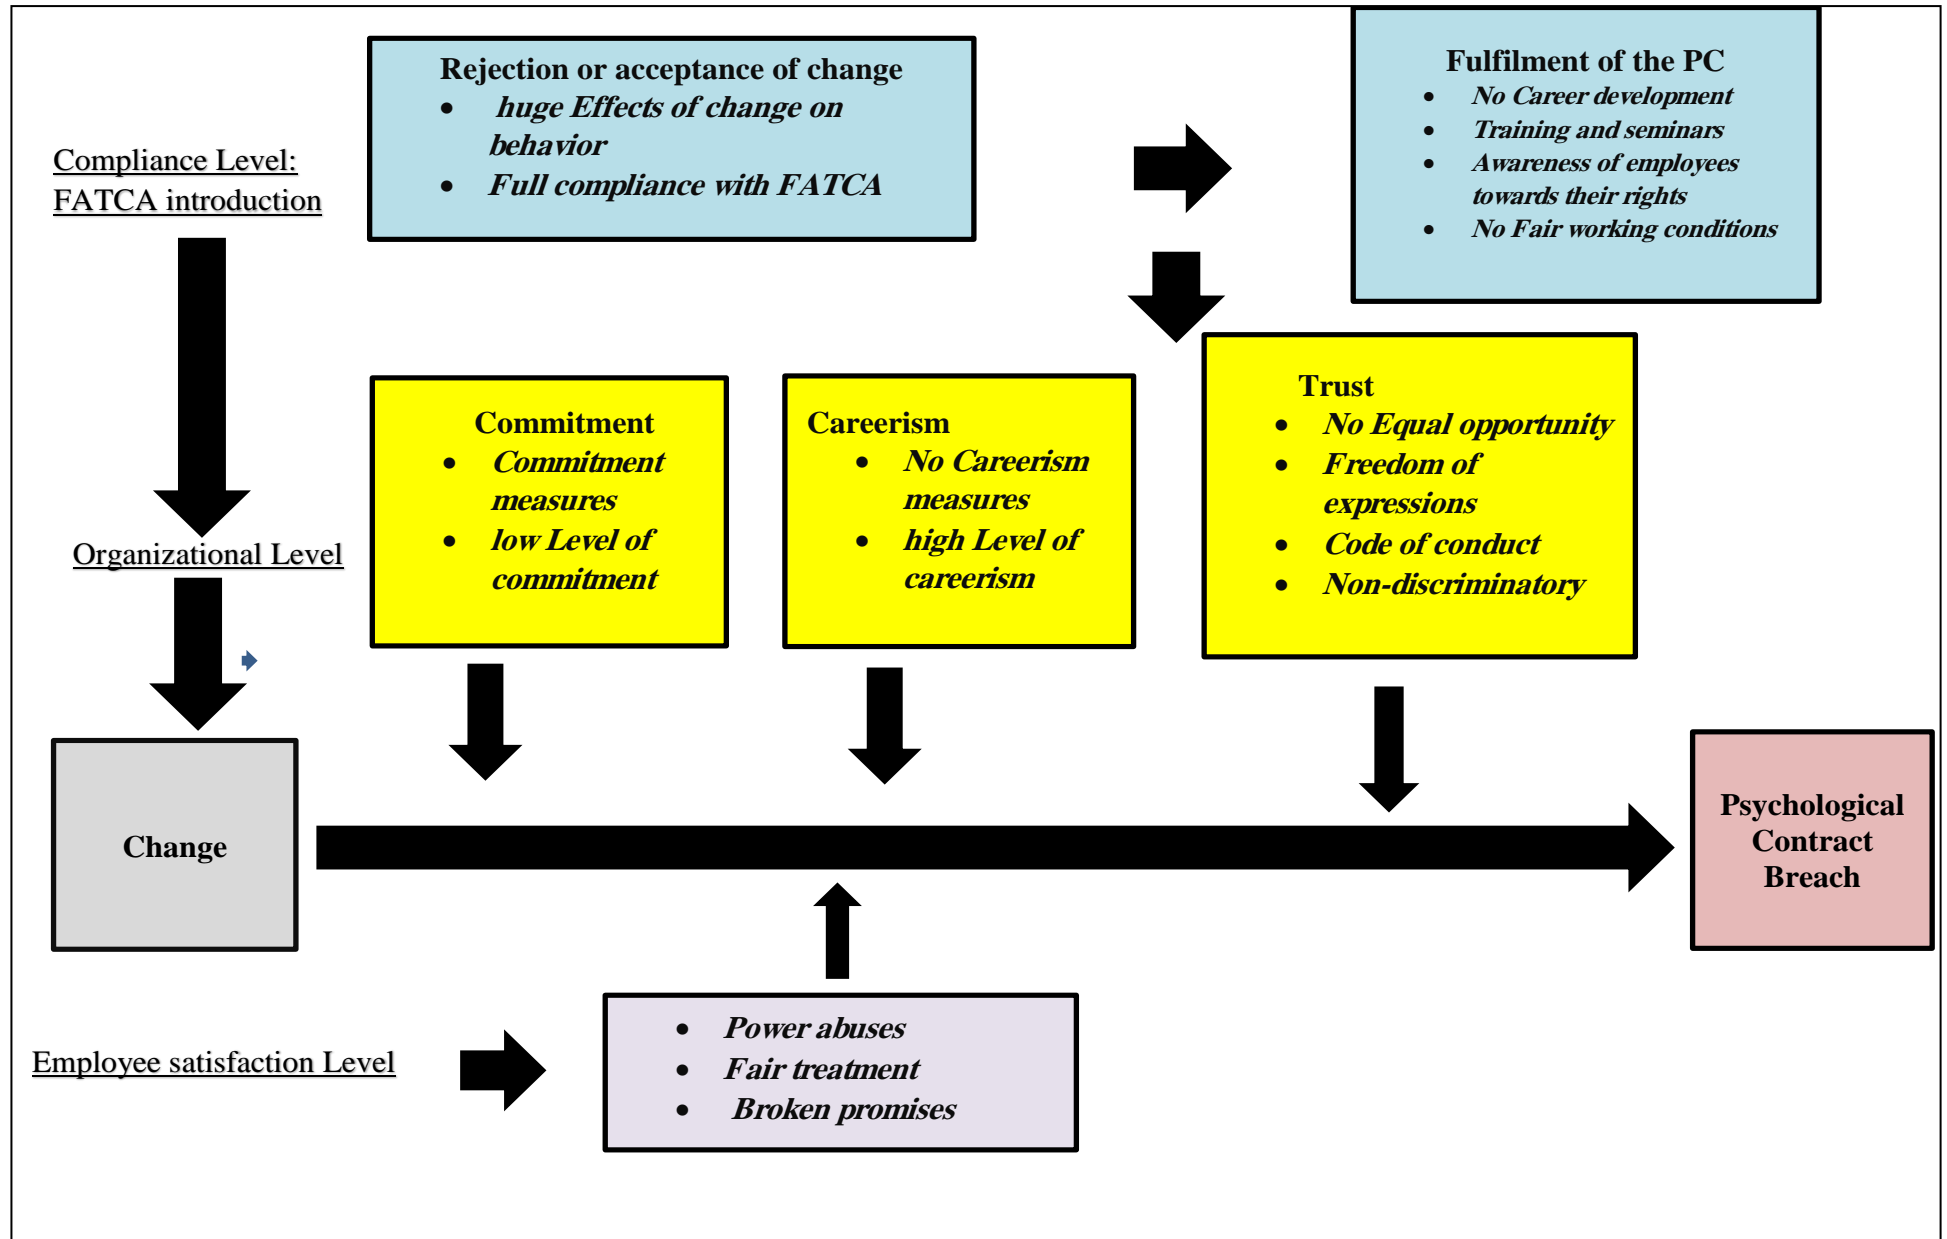 Compliance Level:
FATCA introduction
Rejection or acceptance of change
• huge Effects of change on
behavior
• Full compliance with FATCA
Fulfilment of the PC
• No Career development
• Training and seminars
• Awareness of employees
towards their rights
• No Fair working conditions
Organizational Level
Commitment
• Commitment
measures
• low Level of
commitment
Careerism
• No Careerism
measures
• high Level of
careerism
Trust
• No Equal opportunity
• Freedom of
expressions
• Code of conduct
• Non-discriminatory
Change
Psychological
Contract
Breach
Employee satisfaction Level
• Power abuses
• Fair treatment
• Broken promises